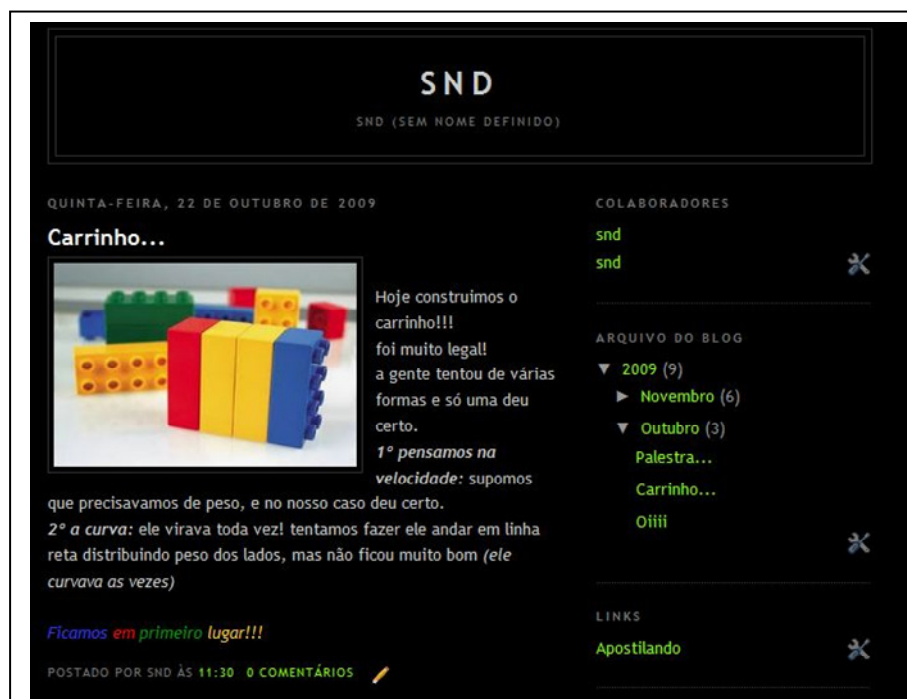 SND
SND (SEM NOME DEFINIDO)
QUINTA-FEIRA, 22 DE OUTUBRO DE 2009
Carrinho...
Hoje construimos o
carrinho!!!
foi muito legal!
a gente tentou de várias
formas e só uma deu
certo.
1º pensamos na
velocidade: supomos
que precisavamos de peso, e no nosso caso deu certo.
2º a curva: ele virava toda vez! tentamos fazer ele andar em linha
reta distribuindo peso dos lados, mas não ficou muito bom (ele
curvava as vezes)
Ficamos em primeiro lugar!!!
POSTADO POR SND ÀS 11:30 0 COMENTÁRIOS
COLABORADORES
snd
snd
ARQUIVO DO BLOG
▼ 2009 (9)
► Novembro (6)
▼ Outubro (3)
Palestra...
Carrinho...
Oiiii
LINKS
Apostilando